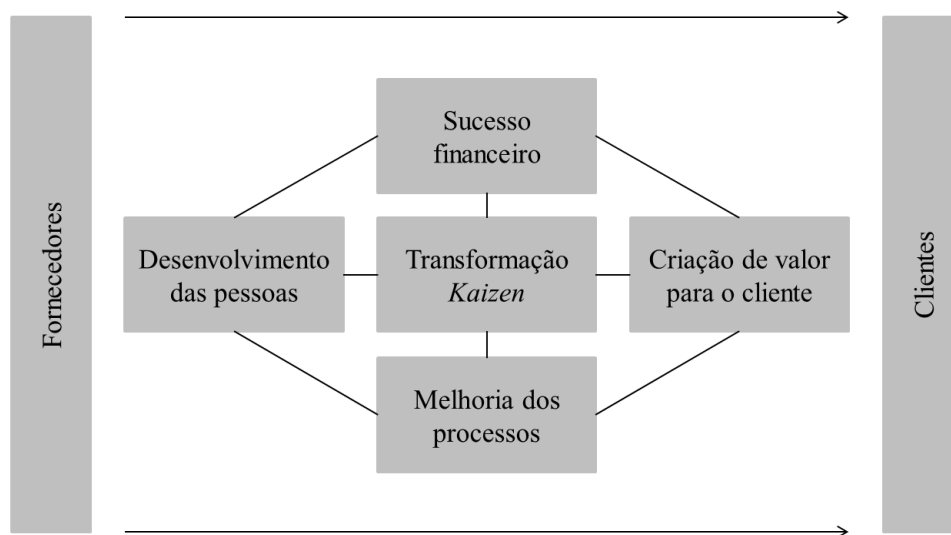 Fornecedores
Sucesso
financeiro
Desenvolvimento
das pessoas
Transformação
Kaizen
Criação de valor
para o cliente
Melhoria dos
processos
Clientes